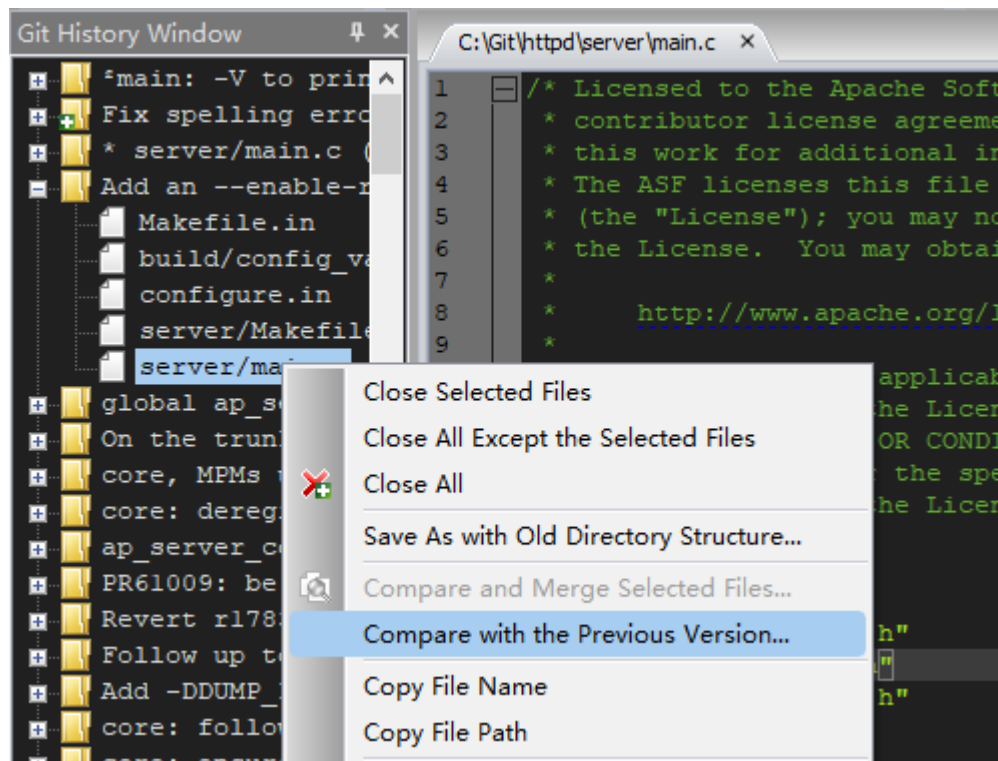 Git History Window
*main: -V to prin
Fix spelling erro
* server/main.c (
Add an --enable-r
Makefile.in
build/config_va
configure.in
server/Makefile
server/ma
global ap_s
On the trun
core, MPMs
core: dereg
ap_server_c
PR61009: be
Revert r178
Follow up t
Add -DDUMP_
core: follo
core: ensur
C:\Git\httpd\server\main.c
1 /* Licensed to the Apache Soft
2 * contributor license agreeme
3 * this work for additional in
4 * The ASF licenses this file
5 * (the "License"); you may no
6 * the License. You may obtai
7 *
8 * http://www.apache.org/l
9 *
applicab
he Licen
OR CONDI
the spe
he Licen
h"
"
h"
Close Selected Files
Close All Except the Selected Files
Close All
Save As with Old Directory Structure...
Compare and Merge Selected Files...
Compare with the Previous Version...
Copy File Name
Copy File Path